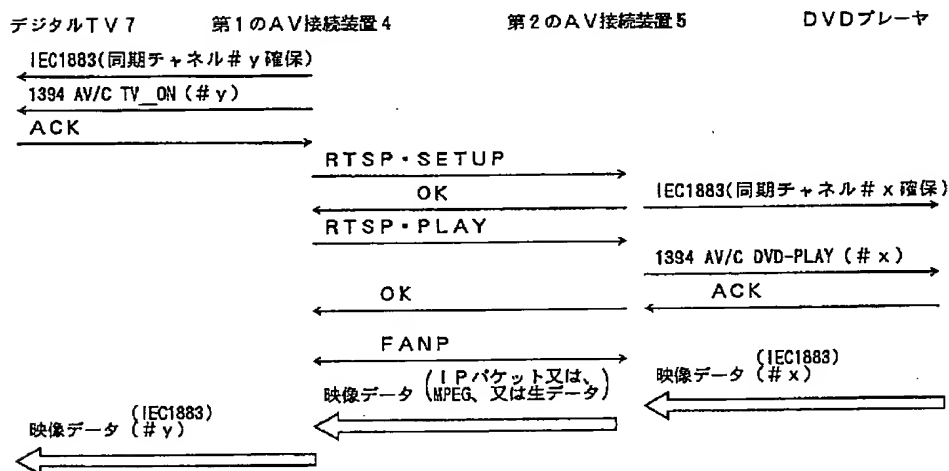 デジタルTV7 第1のAV接続装置4 第2のAV接続装置5 DVDプレーヤ
IEC1883(同期チャネル#y確保)
1394 AV/C TV_ON(#y)
ACK
RTSP・SETUP
OK
IEC1883(同期チャネル#x確保)
RTSP・PLAY
1394 AV/C DVD-PLAY(#x)
OK
ACK
FANP
映像データ(IPパケット又は、
MPEG、又は生データ)
(IEC1883)
映像データ(#x)
(IEC1883)
映像データ(#y)